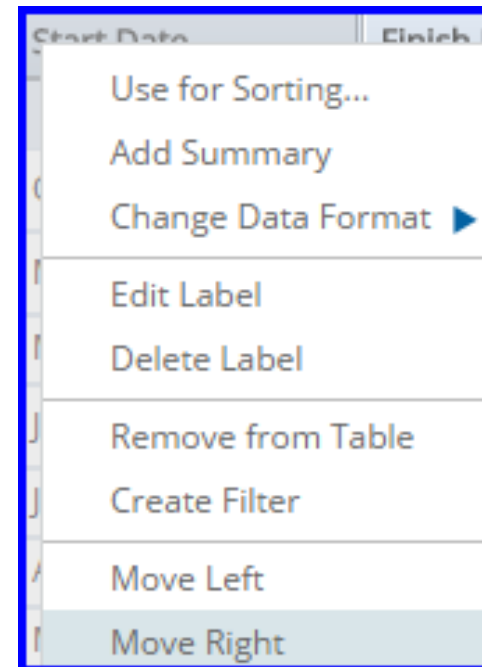 Start Date Finish
Use for Sorting...
Add Summary
Change Data Format
Edit Label
Delete Label
Remove from Table
Create Filter
Move Left
Move Right